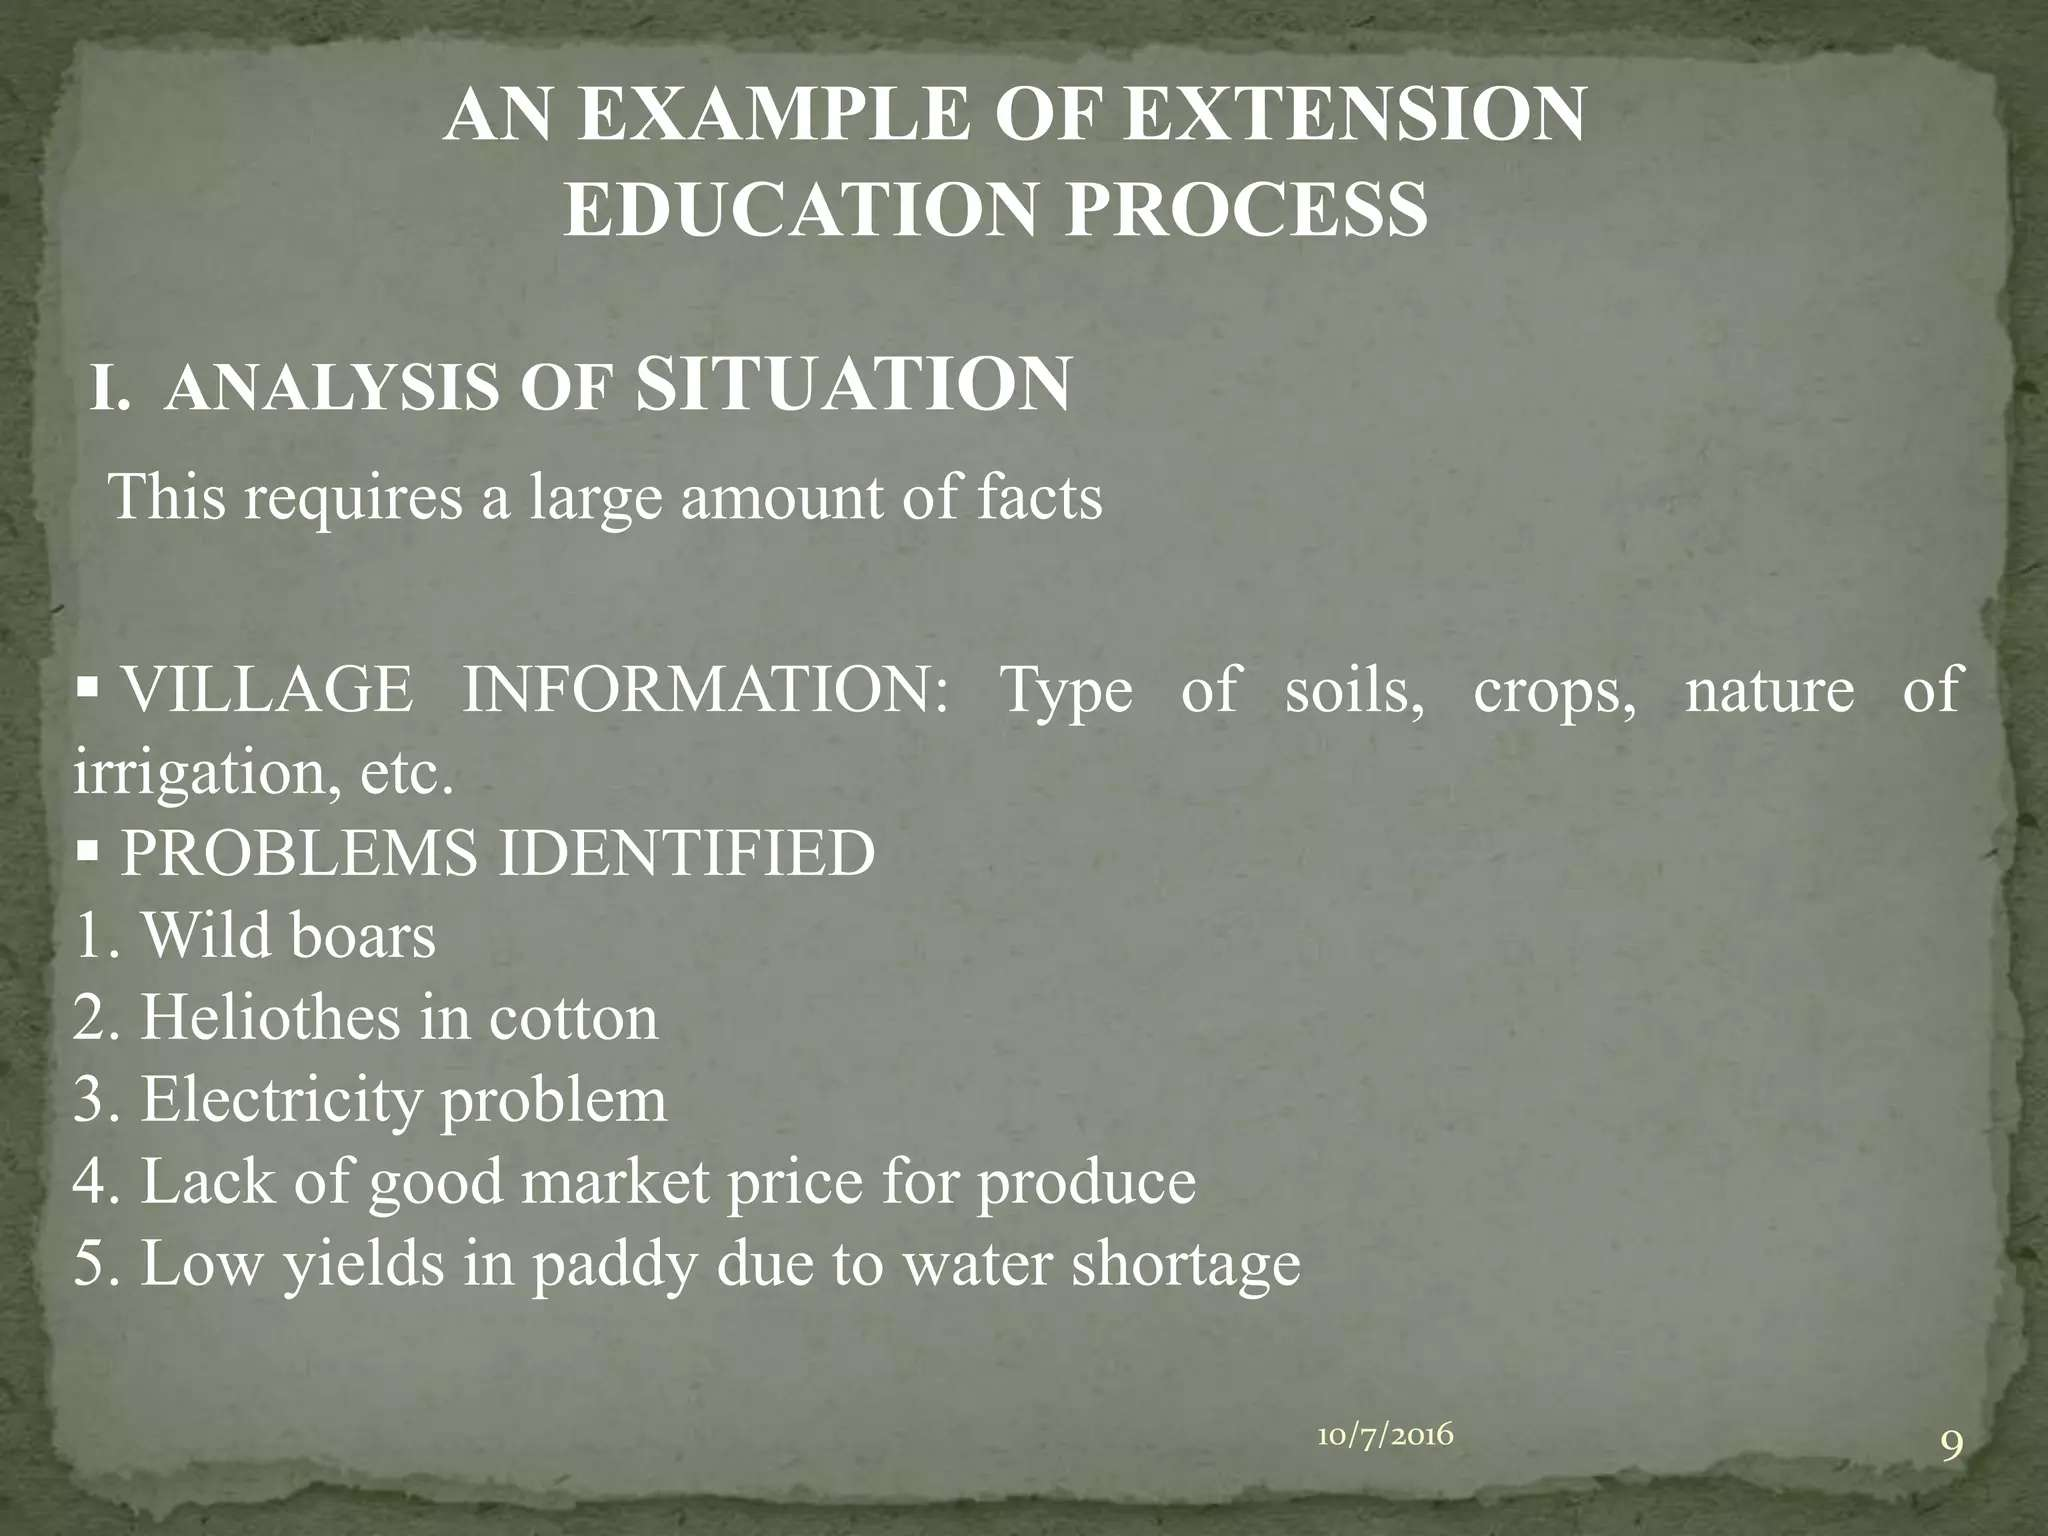 AN EXAMPLE OF EXTENSION
EDUCATION PROCESS
I. ANALYSIS OF SITUATION
This requires a large amount of facts
▪ VILLAGE INFORMATION: Type of soils, crops, nature of
irrigation, etc.
▪ PROBLEMS IDENTIFIED
1. Wild boars
2. Heliothes in cotton
3. Electricity problem
4. Lack of good market price for produce
5. Low yields in paddy due to water shortage
10/7/2016
9